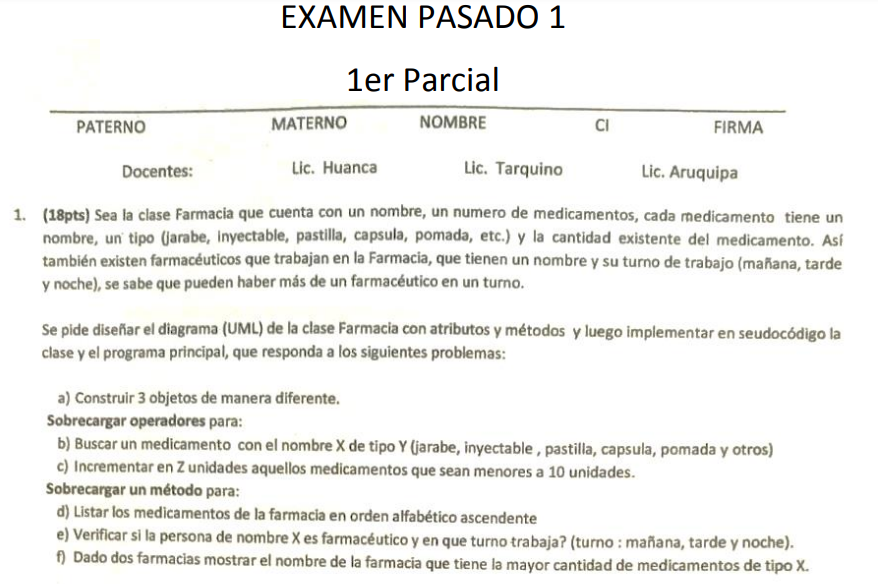 EXAMEN PASADO 1
1er Parcial
PATERNO MATERNO NOMBRE CI FIRMA
Docentes: Lic. Huanca Lic. Tarquino Lic. Aruquipa
1. (18pts) Sea la clase Farmacia que cuenta con un nombre, un numero de medicamentos, cada medicamento tiene un
nombre, un tipo (jarabe, inyectable, pastilla, capsula, pomada, etc.) y la cantidad existente del medicamento. Así
también existen farmacéuticos que trabajan en la Farmacia, que tienen un nombre y su turno de trabajo (mañana, tarde
y noche), se sabe que pueden haber más de un farmacéutico en un turno.
Se pide diseñar el diagrama (UML) de la clase Farmacia con atributos y métodos y luego implementar en seudocódigo la
clase y el programa principal, que responda a los siguientes problemas:
a) Construir 3 objetos de manera diferente.
Sobrecargar operadores para:
b) Buscar un medicamento con el nombre X de tipo Y (jarabe, inyectable , pastilla, capsula, pomada y otros)
c) Incrementar en Z unidades aquellos medicamentos que sean menores a 10 unidades.
Sobrecargar un método para:
d) Listar los medicamentos de la farmacia en orden alfabético ascendente
e) Verificar si la persona de nombre X es farmacéutico y en que turno trabaja? (turno : mañana, tarde y noche).
f) Dado dos farmacias mostrar el nombre de la farmacia que tiene la mayor cantidad de medicamentos de tipo X.